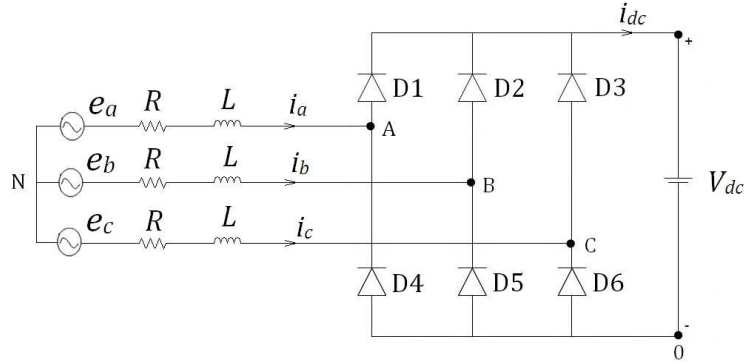 i_dc
+
D1 D2 D3
e_a R L i_a A
N e_b R L i_b B
V_dc
e_c R L i_c C
D4 D5 D6
-
0